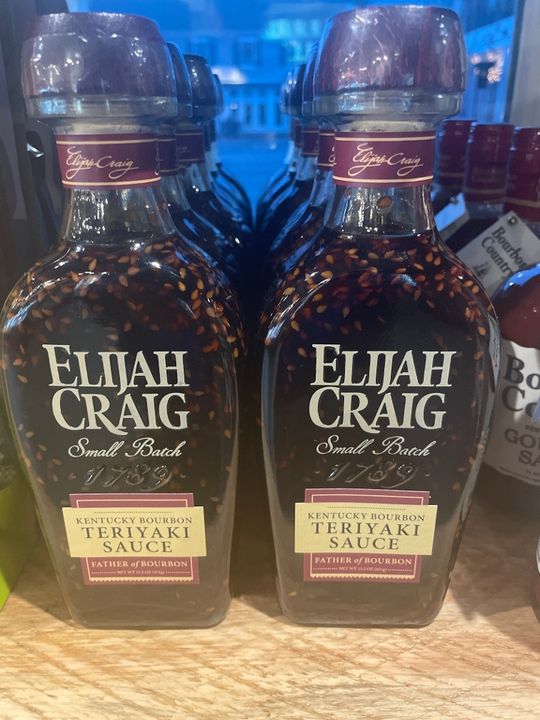 Elijah Craig
ELIJAH
CRAIG
Small Batch
1789
KENTUCKY BOURBON
TERIYAKI
SAUCE
FATHER of BOURBON
Elijah Craig
ELIJAH
CRAIG
Small Batch
1789
KENTUCKY BOURBON
TERIYAKI
SAUCE
FATHER of BOURBON
Bourbon
Country